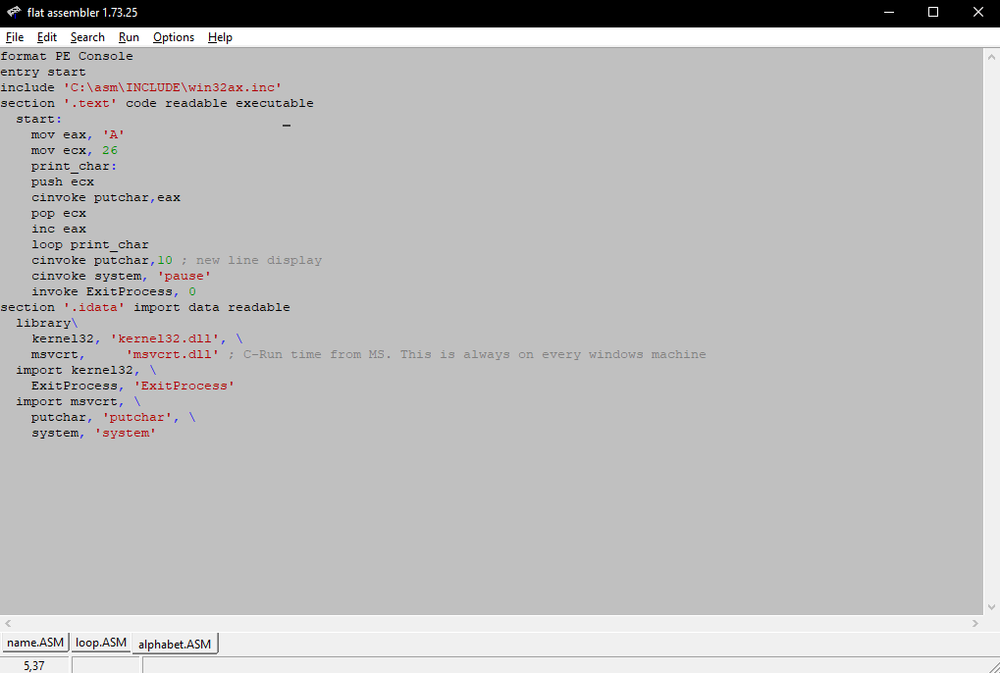 flat assembler 1.73.25
File Edit Search Run Options Help
format PE Console
entry start
include 'C:\asm\INCLUDE\win32ax.inc'
section '.text' code readable executable
  start:
    mov eax, 'A'
    mov ecx, 26
    print_char:
    push ecx
    cinvoke putchar,eax
    pop ecx
    inc eax
    loop print_char
    cinvoke putchar,10 ; new line display
    cinvoke system, 'pause'
    invoke ExitProcess, 0
section '.idata' import data readable
  library\
    kernel32, 'kernel32.dll', \
    msvcrt,     'msvcrt.dll' ; C-Run time from MS. This is always on every windows machine
  import kernel32, \
    ExitProcess, 'ExitProcess'
  import msvcrt, \
    putchar, 'putchar', \
    system, 'system'
name.ASM loop.ASM alphabet.ASM
5,37